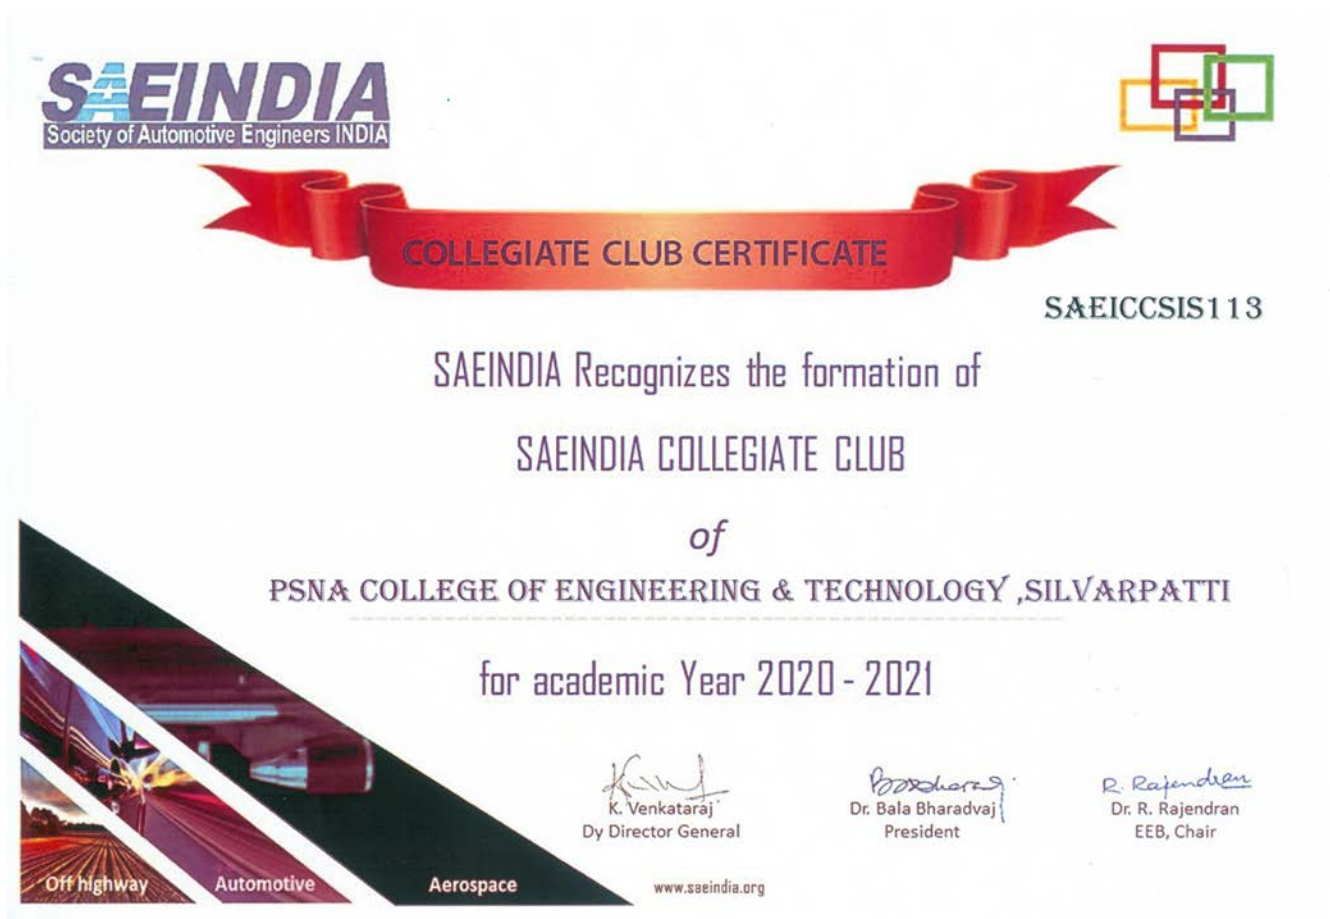 SAEINDIA
Society of Automotive Engineers INDIA
COLLEGIATE CLUB CERTIFICATE
SAEICCSIS113
SAEINDIA Recognizes the formation of
SAEINDIA COLLEGIATE CLUB
of
PSNA COLLEGE OF ENGINEERING & TECHNOLOGY ,SILVARPATTI
for academic Year 2020 - 2021
R. Rajendran
K. Venkataraj
Dy Director General
Dr. Bala Bharadvaj
President
Dr. R. Rajendran
EEB, Chair
Off highway
Automotive
Aerospace
www.saeindia.org